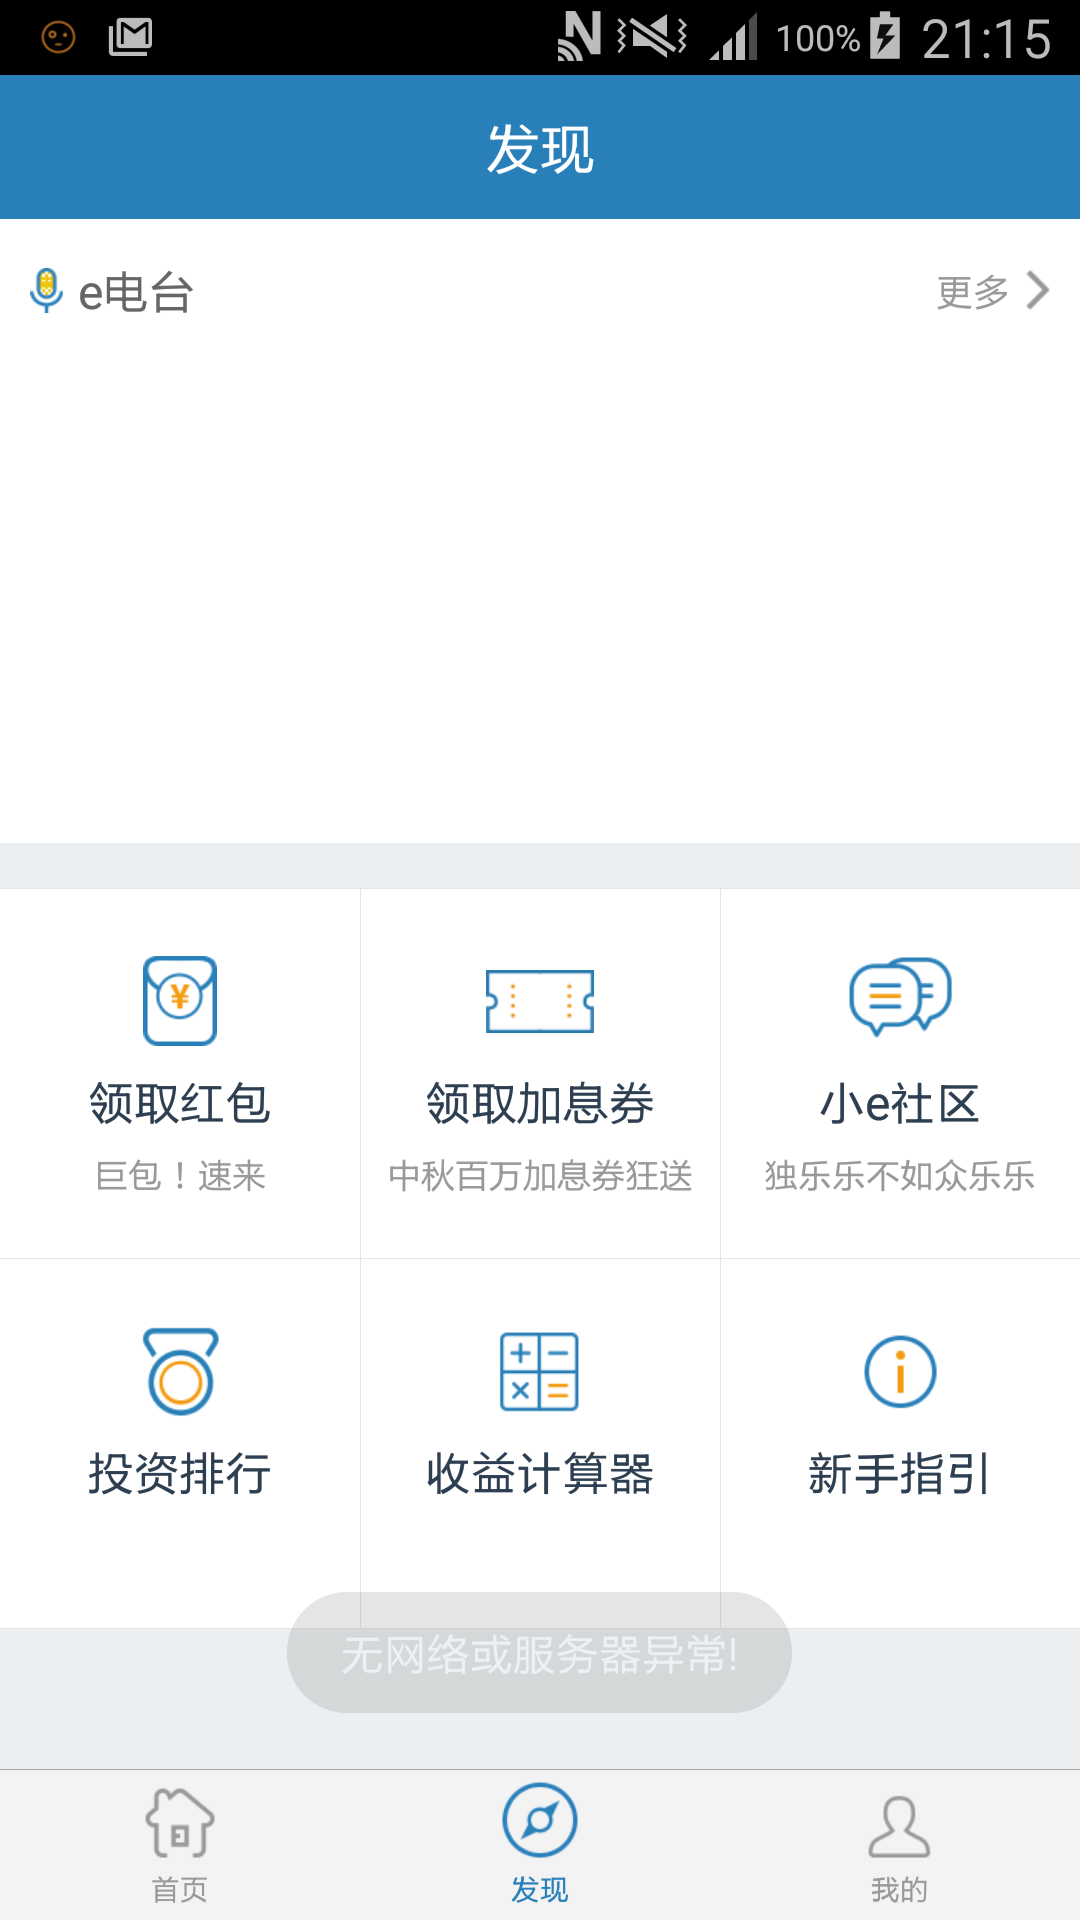 100% 21:15
发现
e电台 更多
领取红包 领取加息券 小e社区
巨包！速来 中秋百万加息券狂送 独乐乐不如众乐乐
投资排行 收益计算器 新手指引
无网络或服务器异常!
首页 发现 我的